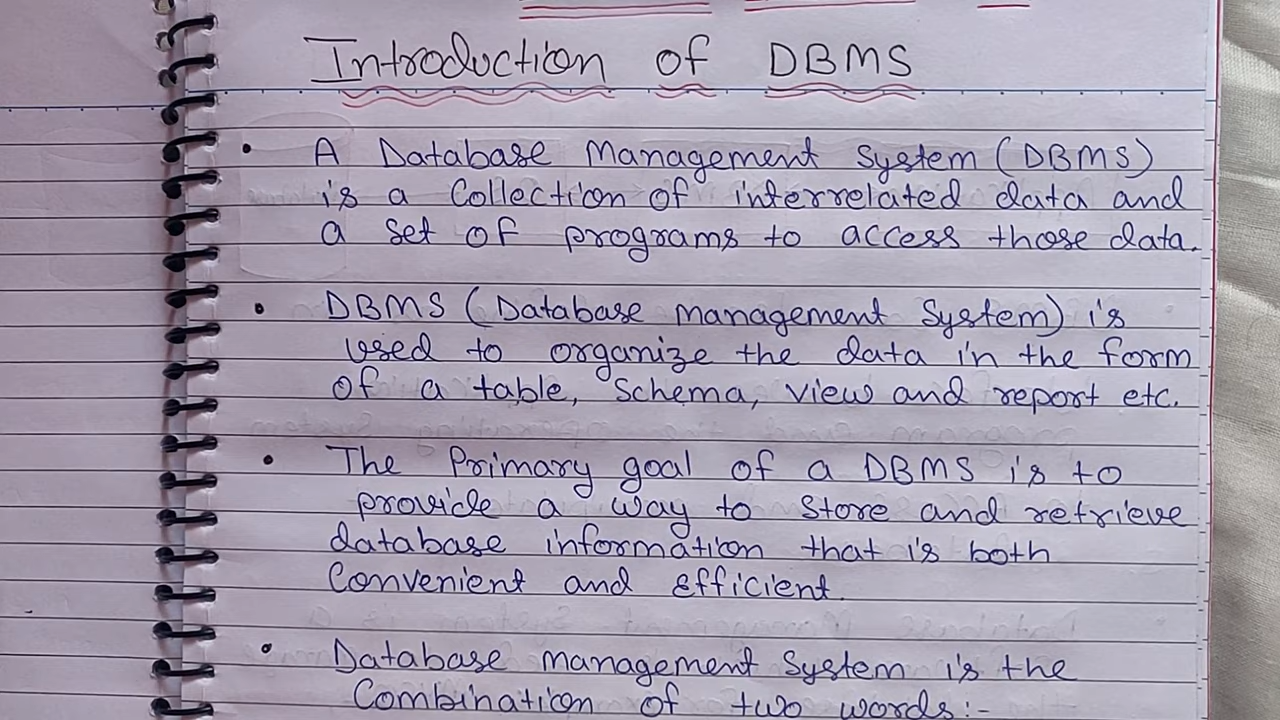 Introduction of DBMS
• A Database Management System (DBMS)
is a Collection of interrelated data and
a set of programs to access those data.
• DBMS (Database Management System) is
used to organize the data in the form
of a table, Schema, view and report etc.
• The Primary goal of a DBMS is to
provide a way to store and retrieve
database information that is both
Convenient and efficient.
• Database Management System is the
Combination of two words:-